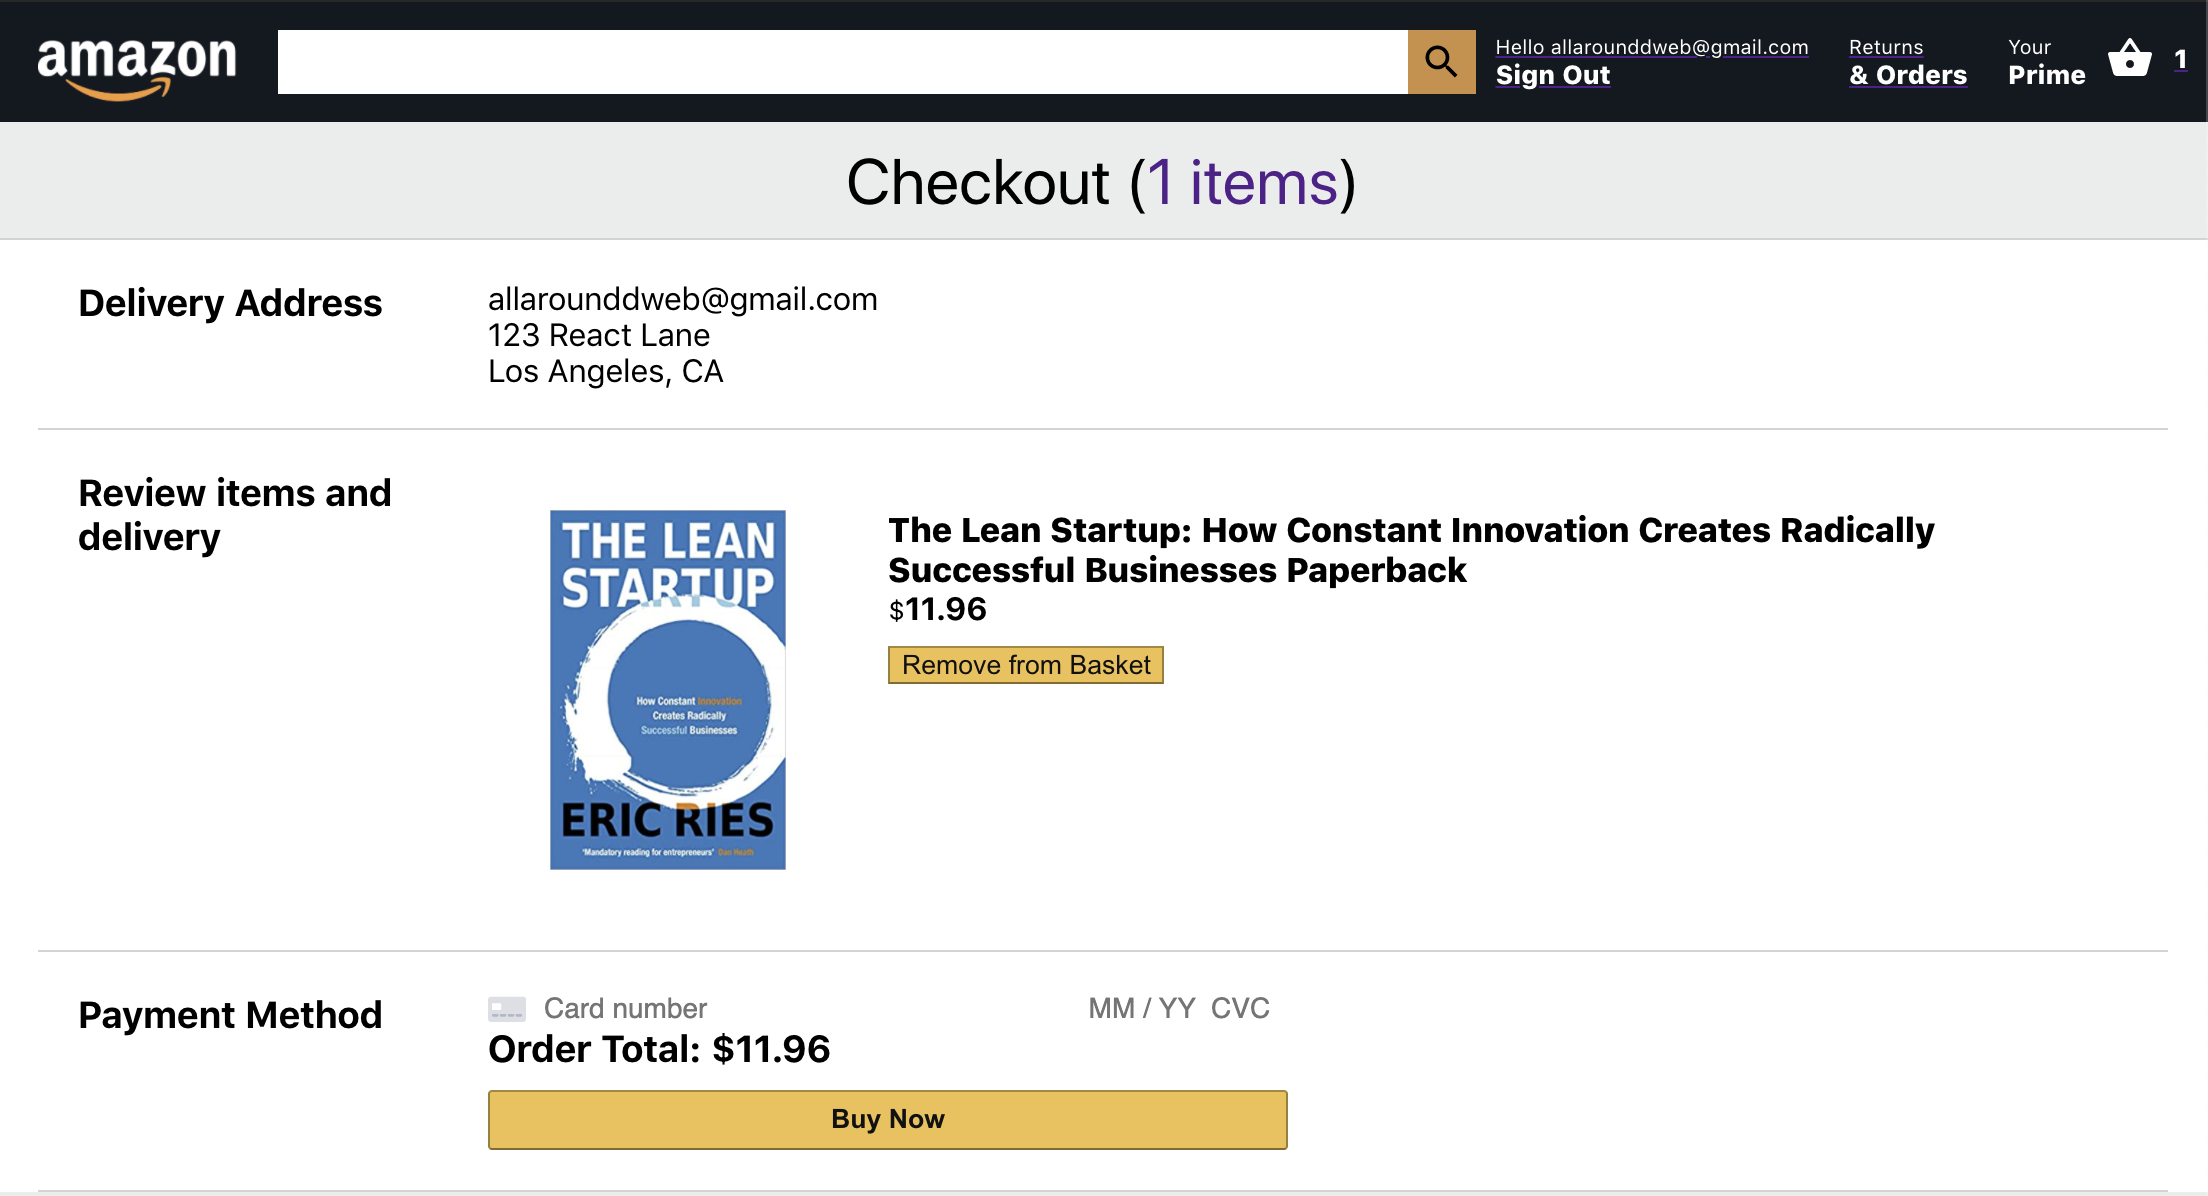 amazon
Hello allarounddweb@gmail.com
Sign Out
Returns
& Orders
Your
Prime
1
Checkout (1 items)
Delivery Address
allarounddweb@gmail.com
123 React Lane
Los Angeles, CA
Review items and
delivery
THE LEAN
STARTUP
How Constant Innovation
Creates Radically
Successful Businesses
ERIC RIES
'Mandatory reading for entrepreneurs' Dan Heath
The Lean Startup: How Constant Innovation Creates Radically
Successful Businesses Paperback
$11.96
Remove from Basket
Payment Method
Card number MM / YY CVC
Order Total: $11.96
Buy Now